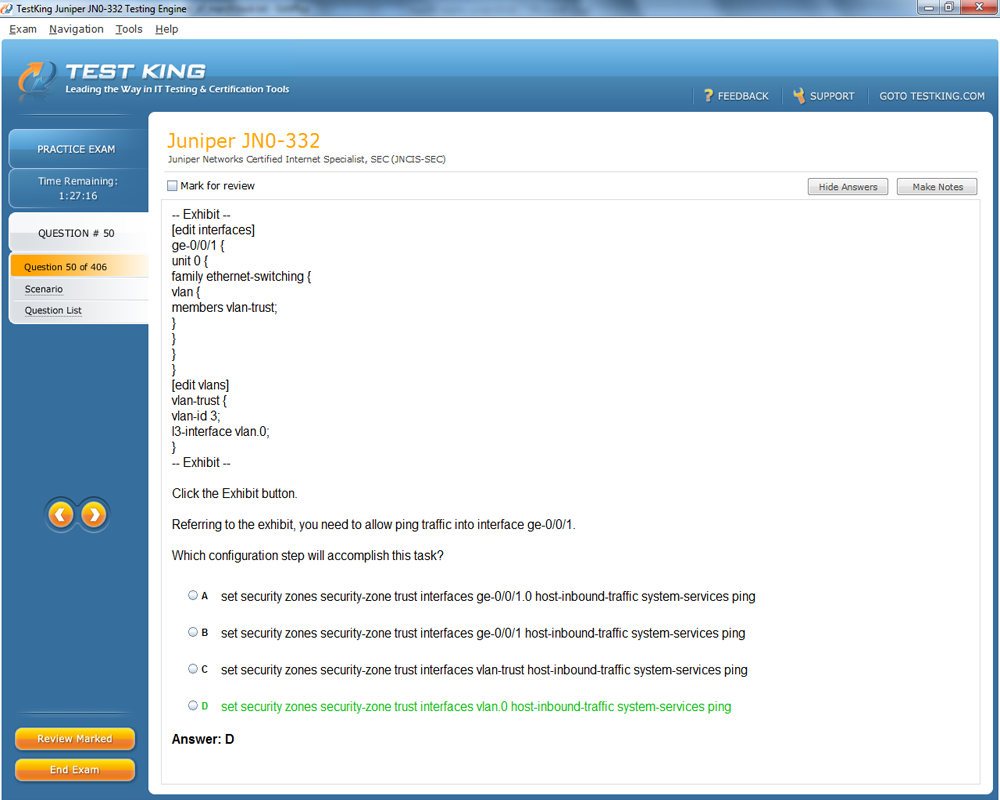 TestKing Juniper JN0-332 Testing Engine
Exam Navigation Tools Help
TEST KING
Leading the Way in IT Testing & Certification Tools
? FEEDBACK SUPPORT GOTO TESTKING.COM
PRACTICE EXAM
Time Remaining:
1:27:16
QUESTION # 50
Question 50 of 406
Scenario
Question List
Review Marked
End Exam
Juniper JN0-332
Juniper Networks Certified Internet Specialist, SEC (JNCIS-SEC)
Mark for review
Hide Answers
Make Notes
-- Exhibit --
[edit interfaces]
ge-0/0/1 {
unit 0 {
family ethernet-switching {
vlan {
members vlan-trust;
}
}
}
}
[edit vlans]
vlan-trust {
vlan-id 3;
l3-interface vlan.0;
}
-- Exhibit --
Click the Exhibit button.
Referring to the exhibit, you need to allow ping traffic into interface ge-0/0/1.
Which configuration step will accomplish this task?
A set security zones security-zone trust interfaces ge-0/0/1.0 host-inbound-traffic system-services ping
B set security zones security-zone trust interfaces ge-0/0/1 host-inbound-traffic system-services ping
C set security zones security-zone trust interfaces vlan-trust host-inbound-traffic system-services ping
D set security zones security-zone trust interfaces vlan.0 host-inbound-traffic system-services ping
Answer: D